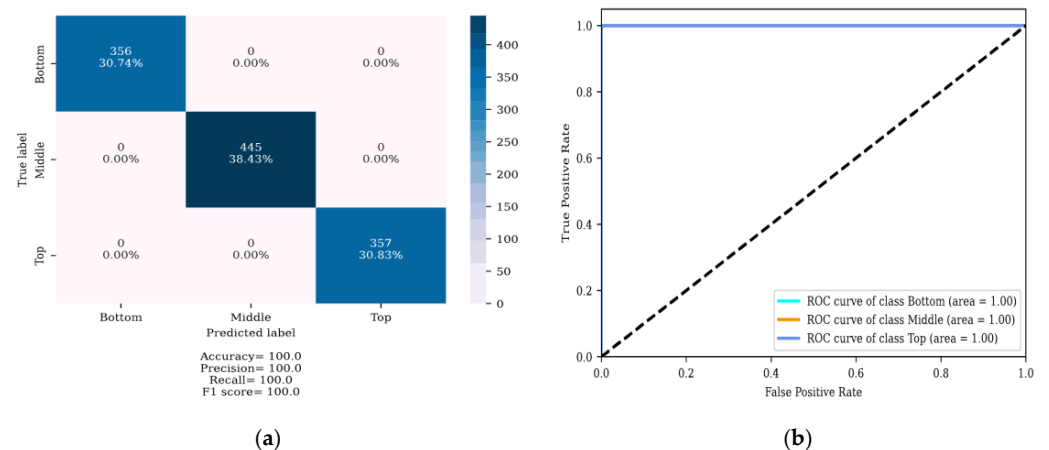 Bottom
356
30.74%
0
0.00%
0
0.00%
True label
Middle
0
0.00%
445
38.43%
0
0.00%
Top
0
0.00%
0
0.00%
357
30.83%
Bottom
Middle
Top
Predicted label
Accuracy= 100.0
Precision= 100.0
Recall= 100.0
F1 score= 100.0
400
350
300
250
200
150
100
50
0
(a)
True Positive Rate
1.0
0.8
0.6
0.4
0.2
0.0
ROC curve of class Bottom (area = 1.00)
ROC curve of class Middle (area = 1.00)
ROC curve of class Top (area = 1.00)
0.0
0.2
0.4
0.6
0.8
1.0
False Positive Rate
(b)